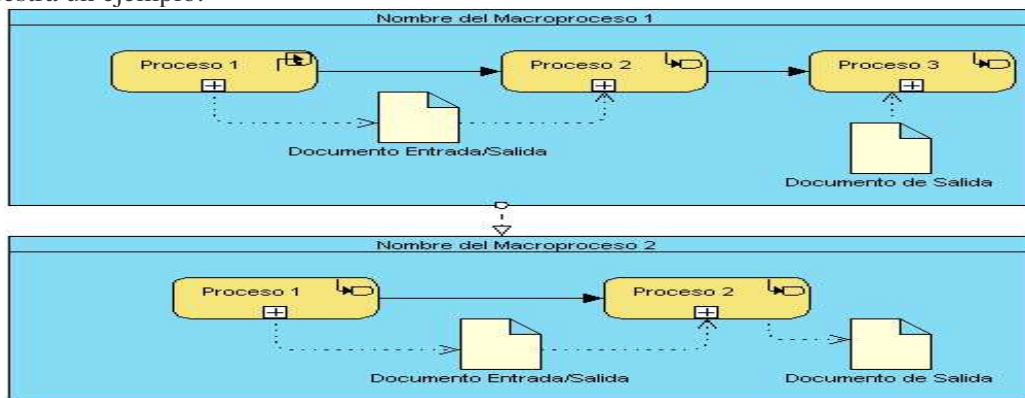 Nombre del Macroproceso 1
Proceso 1
Proceso 2
Proceso 3
Documento Entrada/Salida
Documento de Salida
Nombre del Macroproceso 2
Proceso 1
Proceso 2
Documento Entrada/Salida
Documento de Salida